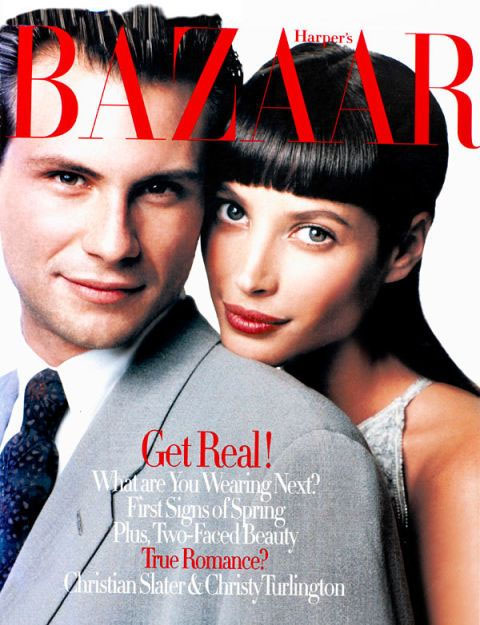 Harper's
BAZAAR
Get Real!
What are You Wearing Next?
First Signs of Spring
Plus, Two-Faced Beauty
True Romance?
Christian Slater & Christy Turlington